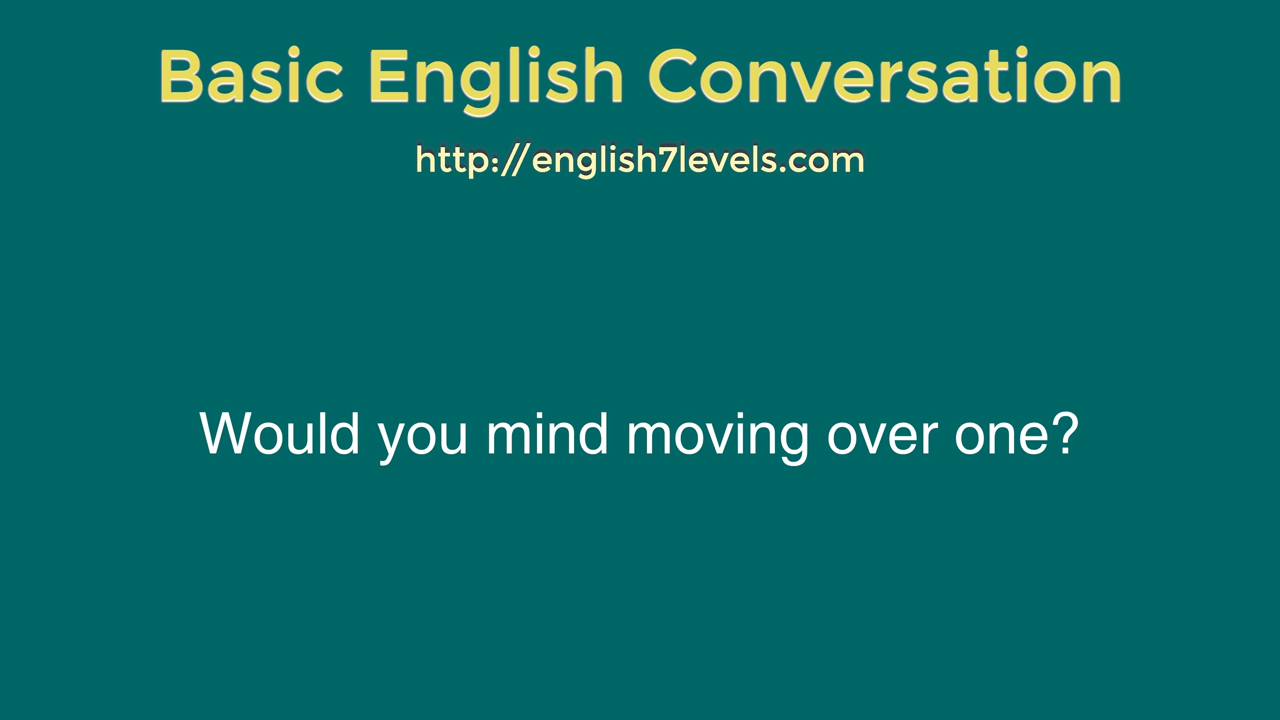 Basic English Conversation
http://english7levels.com
Would you mind moving over one?